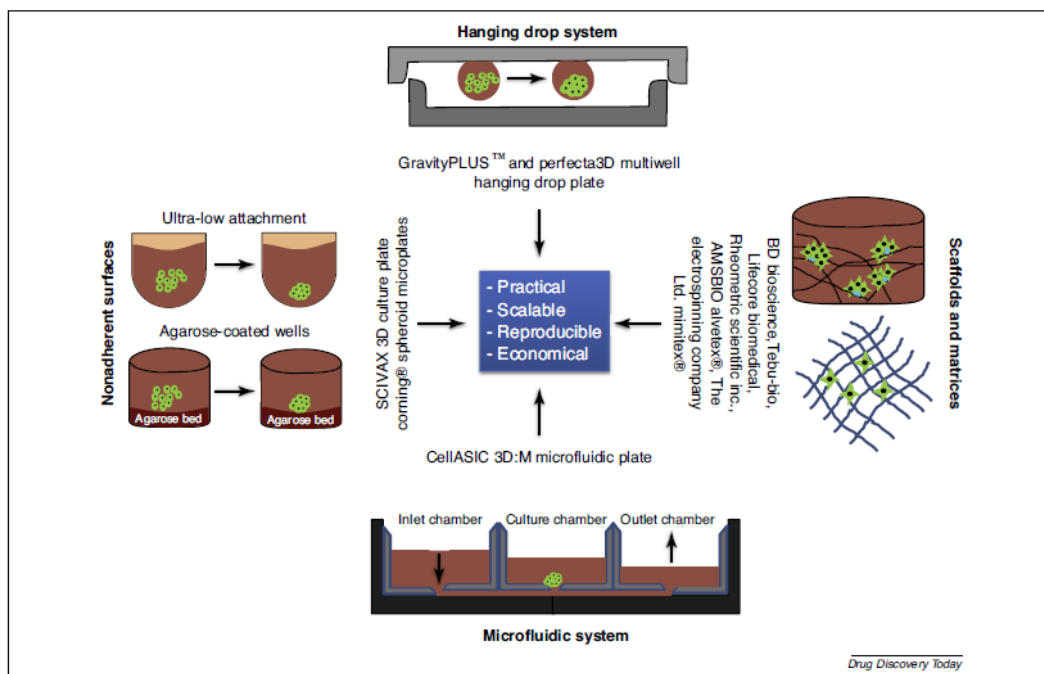 Hanging drop system
GravityPLUS™ and perfecta3D multiwell
hanging drop plate
Nonadherent surfaces
Ultra-low attachment
Agarose-coated wells
Agarose bed
Agarose bed
SCIVAX 3D culture plate
corning® spheroid microplates
- Practical
- Scalable
- Reproducible
- Economical
BD bioscience, Tebu-bio,
Lifecore biomedical,
Rheometric scientific inc.,
AMSBIO alvetex®, The
electrospinning company
Ltd. mimitex®
Scaffolds and matrices
CellASIC 3D:M microfluidic plate
Inlet chamber
Culture chamber
Outlet chamber
Microfluidic system
Drug Discovery Today